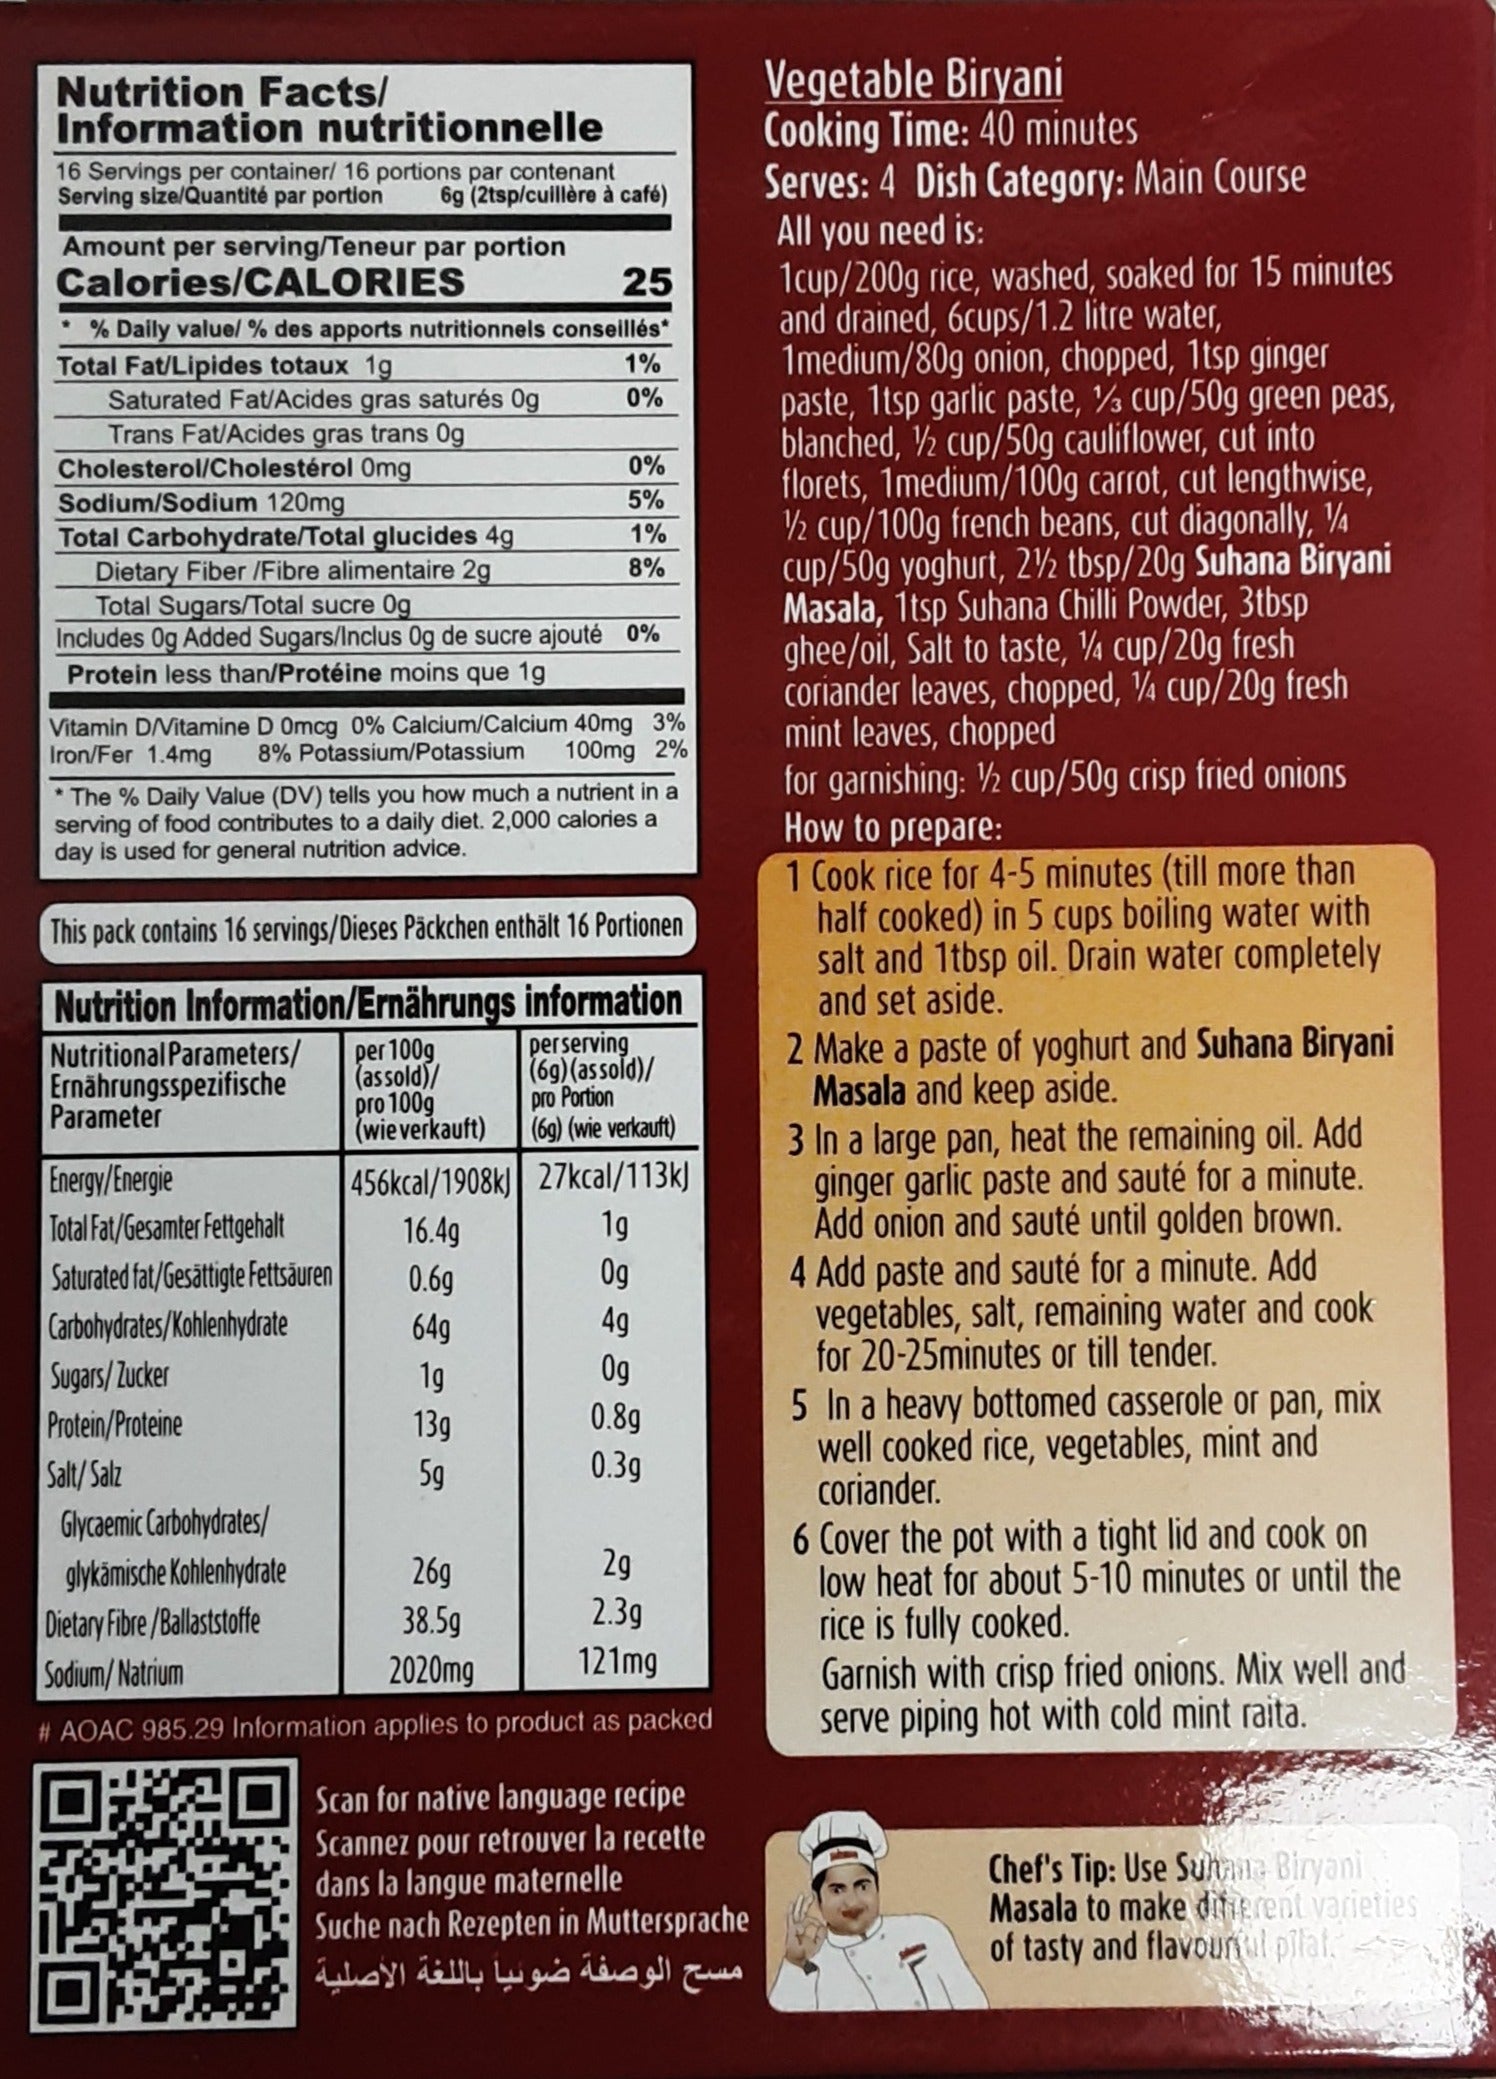 Nutrition Facts/
Information nutritionnelle
16 Servings per container/ 16 portions par contenant
Serving size/Quantité par portion 6g (2tsp/cuillère à café)
Amount per serving/Teneur par portion
Calories/CALORIES 25
* % Daily value/ % des apports nutritionnels conseillés*
Total Fat/Lipides totaux 1g 1%
Saturated Fat/Acides gras saturés 0g 0%
Trans Fat/Acides gras trans 0g
Cholesterol/Cholestérol 0mg 0%
Sodium/Sodium 120mg 5%
Total Carbohydrate/Total glucides 4g 1%
Dietary Fiber /Fibre alimentaire 2g 8%
Total Sugars/Total sucre 0g
Includes 0g Added Sugars/Inclus 0g de sucre ajouté 0%
Protein less than/Protéine moins que 1g
Vitamin D/Vitamine D 0mcg 0% Calcium/Calcium 40mg 3%
Iron/Fer 1.4mg 8% Potassium/Potassium 100mg 2%
* The % Daily Value (DV) tells you how much a nutrient in a
serving of food contributes to a daily diet. 2,000 calories a
day is used for general nutrition advice.
This pack contains 16 servings/Dieses Päckchen enthält 16 Portionen
Nutrition Information/Ernährungs information
Nutritional Parameters/
Ernährungsspezifische
Parameter
per 100g
(as sold)/
pro 100g
(wie verkauft)
per serving
(6g) (as sold)/
pro Portion
(6g) (wie verkauft)
Energy/Energie 456kcal/1908kJ 27kcal/113kJ
Total Fat/Gesamter Fettgehalt 16.4g 1g
Saturated fat/Gesättigte Fettsäuren 0.6g 0g
Carbohydrates/Kohlenhydrate 64g 4g
Sugars/ Zucker 1g 0g
Protein/Proteine 13g 0.8g
Salt/ Salz 5g 0.3g
Glycaemic Carbohydrates/
glykämische Kohlenhydrate 26g 2g
Dietary Fibre /Ballaststoffe 38.5g 2.3g
Sodium/ Natrium 2020mg 121mg
# AOAC 985.29 Information applies to product as packed
Scan for native language recipe
Scannez pour retrouver la recette
dans la langue maternelle
Suche nach Rezepten in Muttersprache
مسح الوصفة ضوئياً باللغة الأصلية
Vegetable Biryani
Cooking Time: 40 minutes
Serves: 4 Dish Category: Main Course
All you need is:
1cup/200g rice, washed, soaked for 15 minutes
and drained, 6cups/1.2 litre water,
1medium/80g onion, chopped, 1tsp ginger
paste, 1tsp garlic paste, ⅓ cup/50g green peas,
blanched, ½ cup/50g cauliflower, cut into
florets, 1medium/100g carrot, cut lengthwise,
½ cup/100g french beans, cut diagonally, ¼
cup/50g yoghurt, 2½ tbsp/20g Suhana Biryani
Masala, 1tsp Suhana Chilli Powder, 3tbsp
ghee/oil, Salt to taste, ¼ cup/20g fresh
coriander leaves, chopped, ¼ cup/20g fresh
mint leaves, chopped
for garnishing: ½ cup/50g crisp fried onions
How to prepare:
1 Cook rice for 4-5 minutes (till more than
half cooked) in 5 cups boiling water with
salt and 1tbsp oil. Drain water completely
and set aside.
2 Make a paste of yoghurt and Suhana Biryani
Masala and keep aside.
3 In a large pan, heat the remaining oil. Add
ginger garlic paste and sauté for a minute.
Add onion and sauté until golden brown.
4 Add paste and sauté for a minute. Add
vegetables, salt, remaining water and cook
for 20-25minutes or till tender.
5 In a heavy bottomed casserole or pan, mix
well cooked rice, vegetables, mint and
coriander.
6 Cover the pot with a tight lid and cook on
low heat for about 5-10 minutes or until the
rice is fully cooked.
Garnish with crisp fried onions. Mix well and
serve piping hot with cold mint raita.
Chef's Tip: Use Suhana Biryani
Masala to make different varieties
of tasty and flavourful pilaf.